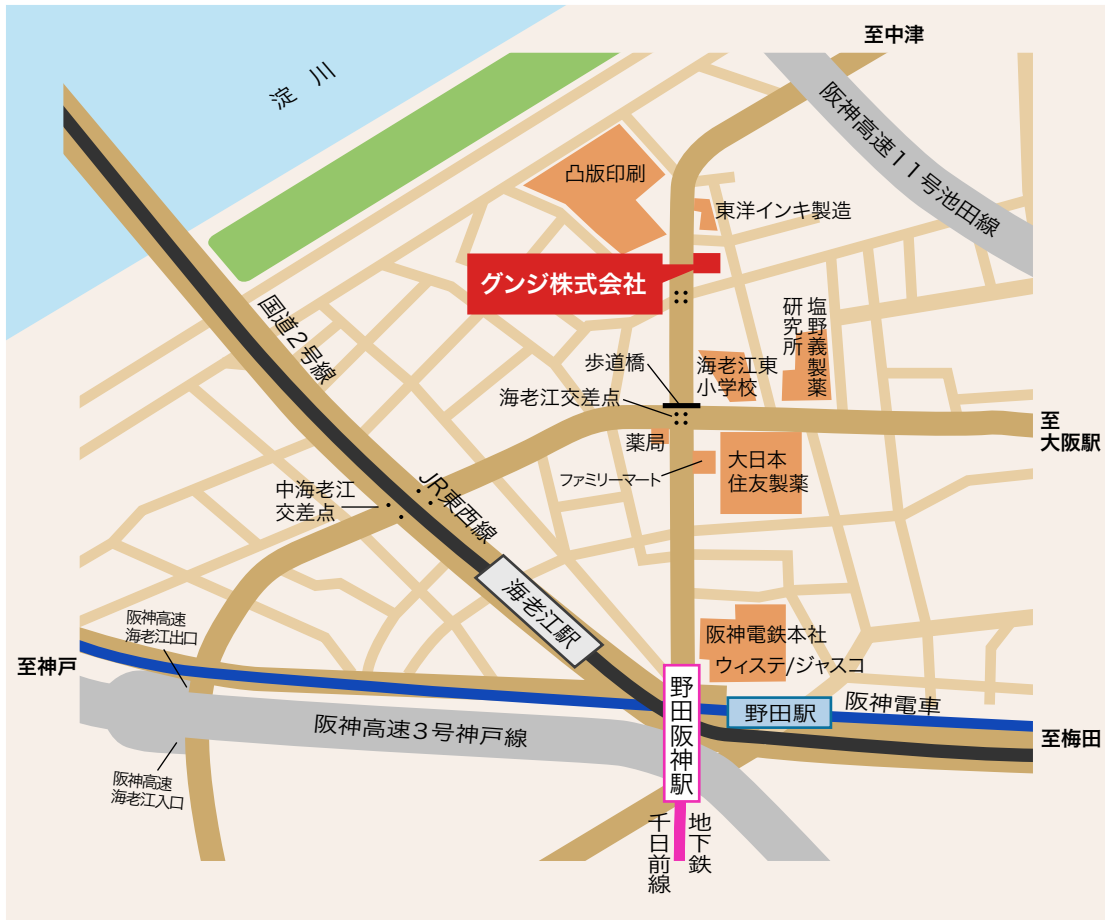 至中津
淀川
阪神高速11号池田線
凸版印刷
東洋インキ製造
グンジ株式会社
国道2号線
塩野義製薬
研究所
歩道橋
海老江東
小学校
海老江交差点
至
大阪駅
薬局
ファミリーマート
大日本
住友製薬
JR東西線
中海老江
交差点
海老江駅
阪神高速
海老江出口
阪神電鉄本社
ウィステ/ジャスコ
至神戸
野田阪神駅
野田駅
阪神電車
阪神高速3号神戸線
至梅田
阪神高速
海老江入口
地下鉄
千日前線